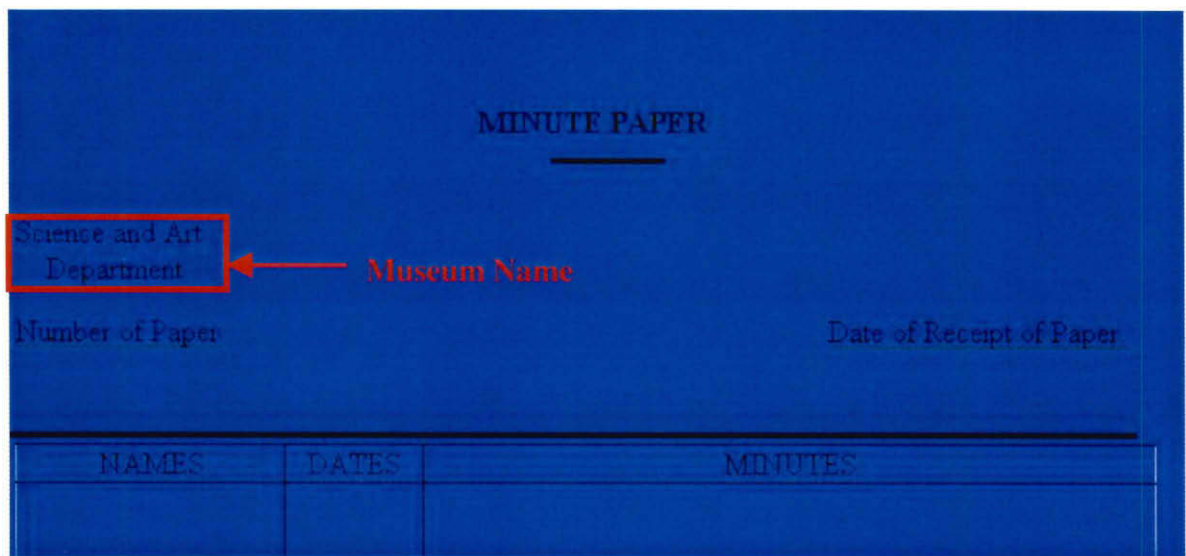 MINUTE PAPER
Science and Art
Department
Museum Name
Number of Paper
Date of Receipt of Paper
NAMES DATES MINUTES